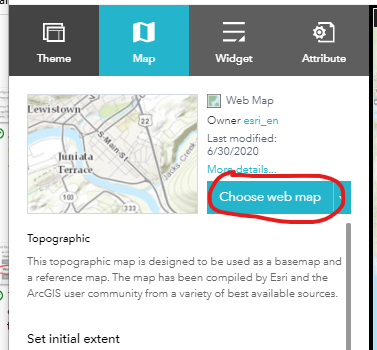 Theme
Map
Widget
Attribute
Lewistown
22
S-Main-St
Juniata
Terrace
Jacks-Creek
22
Web Map
Owner esri_en
Last modified:
6/30/2020
More details...
Choose web map
Topographic
This topographic map is designed to be used as a basemap and
a reference map. The map has been compiled by Esri and the
ArcGIS user community from a variety of best available sources.
Set initial extent